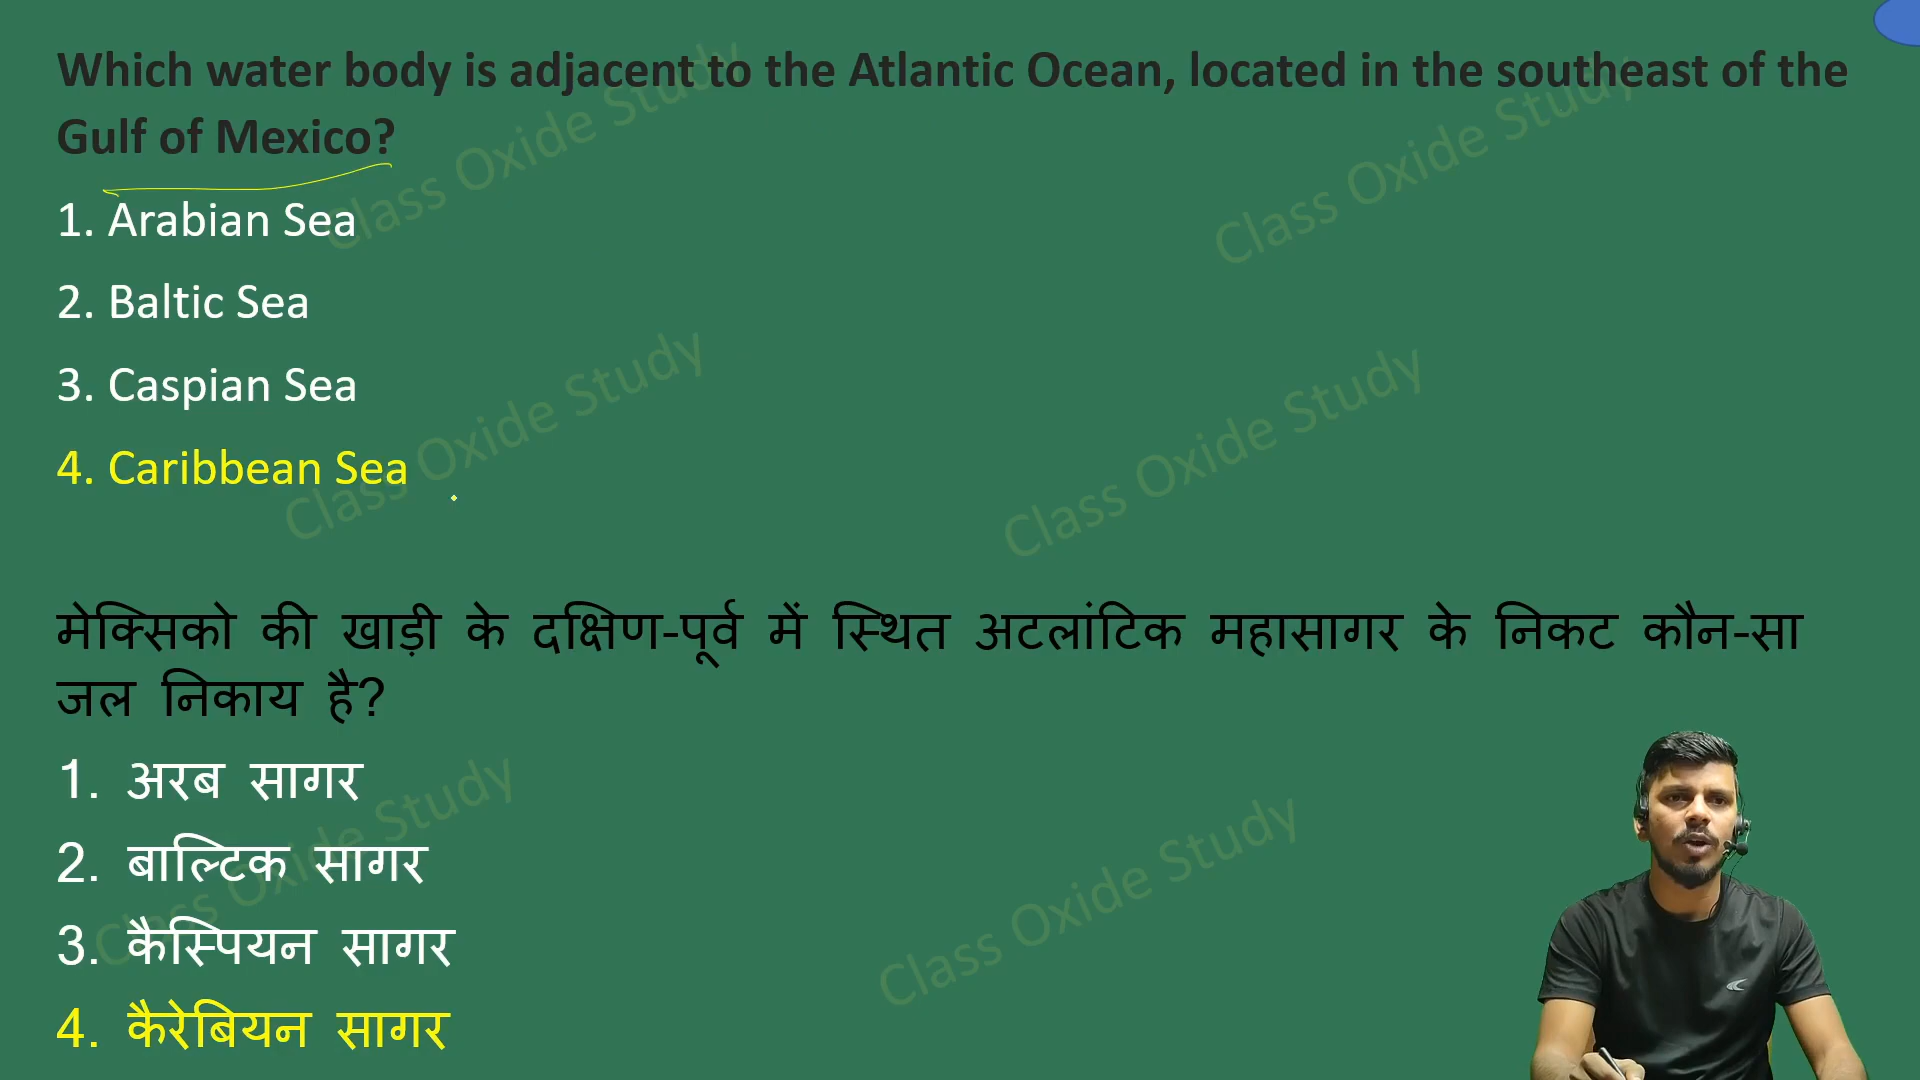 Which water body is adjacent to the Atlantic Ocean, located in the southeast of the
Gulf of Mexico?
1. Arabian Sea
2. Baltic Sea
3. Caspian Sea
4. Caribbean Sea
मेक्सिको की खाड़ी के दक्षिण-पूर्व में स्थित अटलांटिक महासागर के निकट कौन-सा
जल निकाय है?
1. अरब सागर
2. बाल्टिक सागर
3. कैस्पियन सागर
4. कैरेबियन सागर
Class Oxide Study
Class Oxide Study
Class Oxide Study
Class Oxide Study
Class Oxide Study
Class Oxide Study